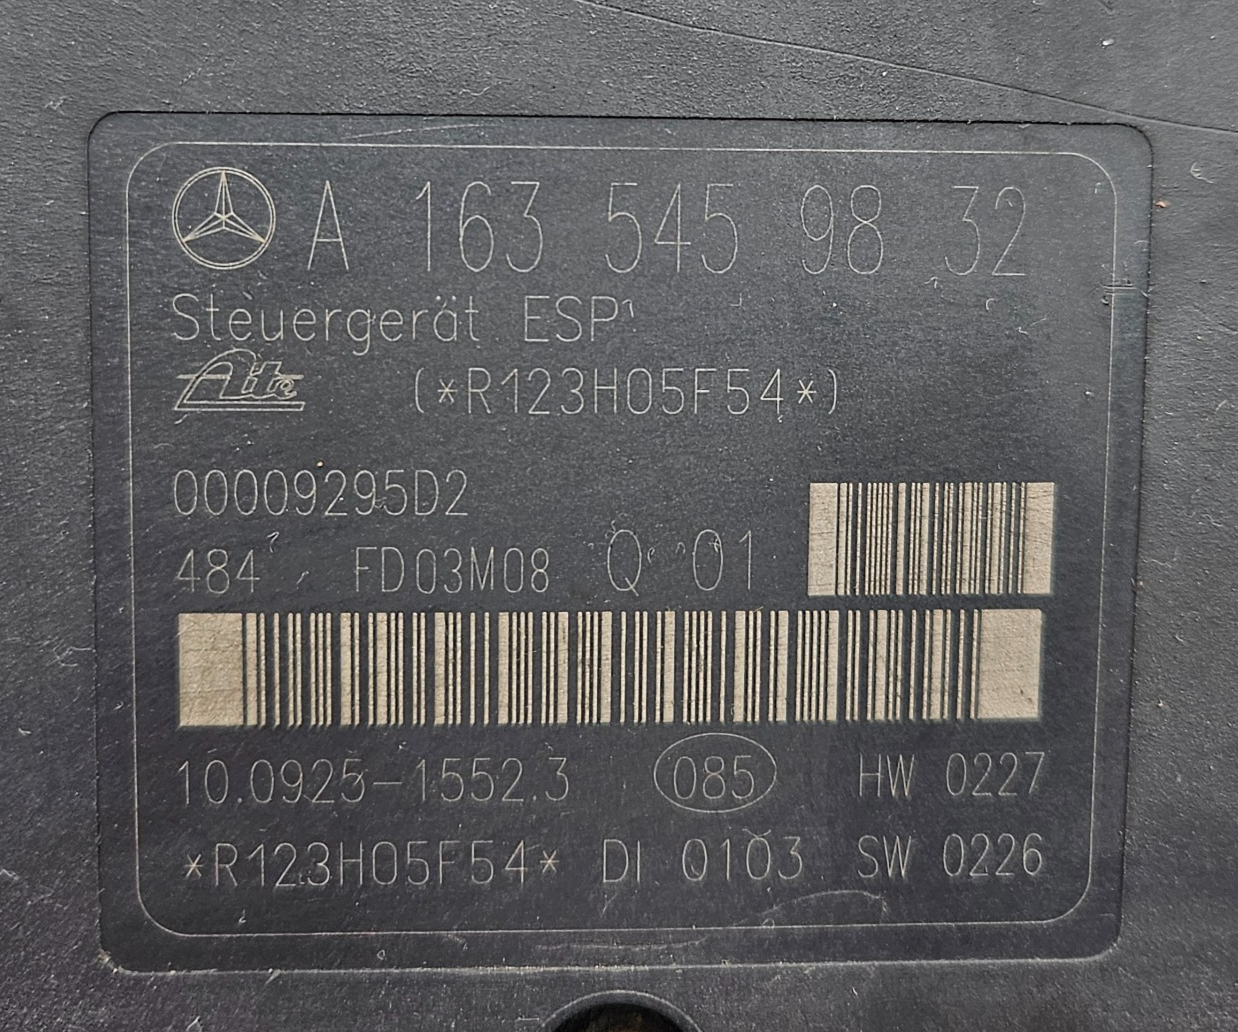 A 163 545 98 32
Steuergerät ESP
Ate (*R123H05F54*)
00009295D2
484 FD03M08 Q 01
10.0925-1552.3 085 HW 0227
*R123H05F54* DI 0103 SW 0226